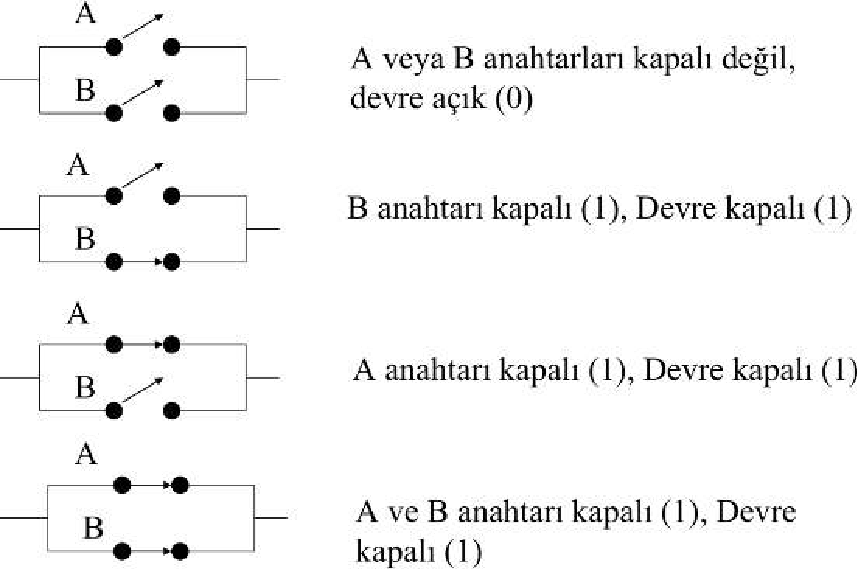 A
B
A veya B anahtarları kapalı değil,
devre açık (0)
A
B
B anahtarı kapalı (1), Devre kapalı (1)
A
B
A anahtarı kapalı (1), Devre kapalı (1)
A
B
A ve B anahtarı kapalı (1), Devre
kapalı (1)